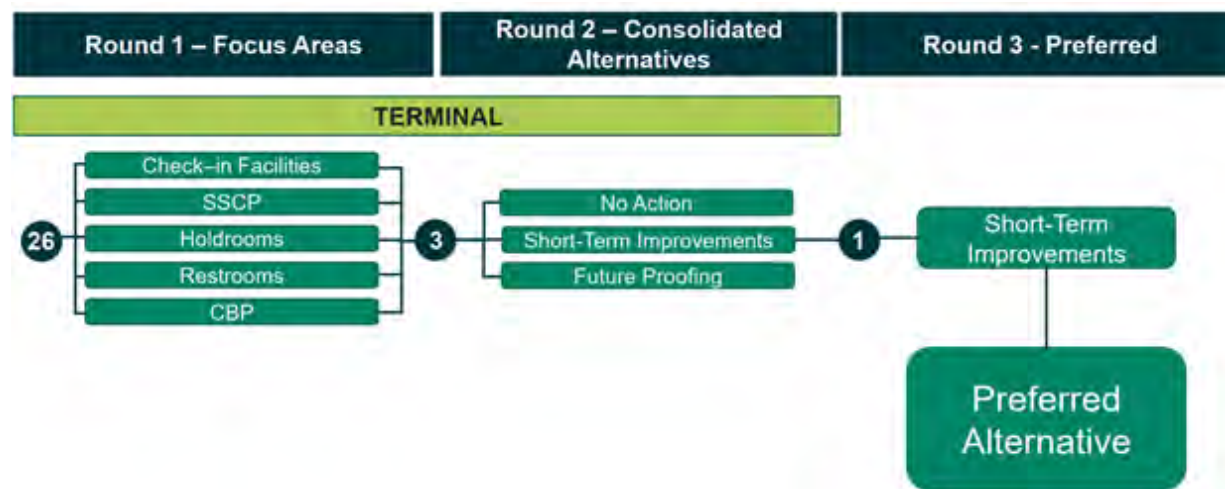 Round 1 – Focus Areas
Round 2 – Consolidated
Alternatives
Round 3 - Preferred
TERMINAL
Check–in Facilities
SSCP
26
Holdrooms
Restrooms
CBP
3
No Action
Short-Term Improvements
Future Proofing
1
Short-Term
Improvements
Preferred
Alternative